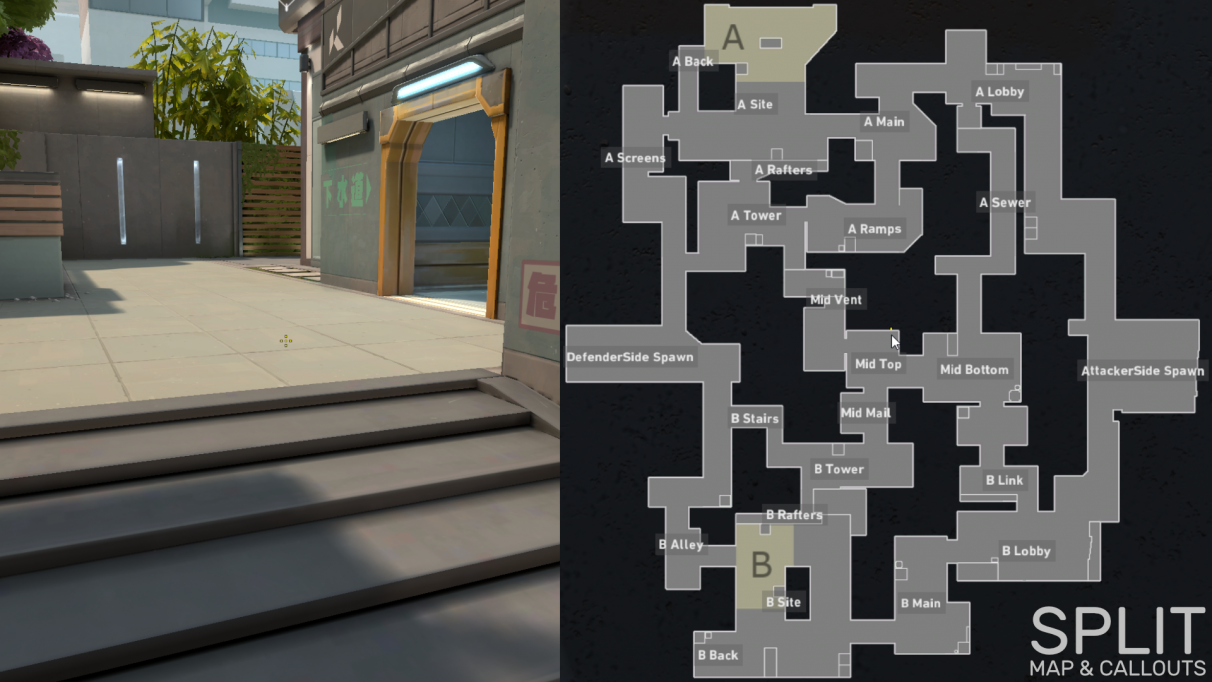 下水道
危
A
A Back
A Lobby
A Site
A Main
A Screens
A Rafters
A Sewer
A Tower
A Ramps
Mid Vent
DefenderSide Spawn
Mid Top
Mid Bottom
AttackerSide Spawn
Mid Mail
B Stairs
B Tower
B Link
B Rafters
B Alley
B Lobby
B
B Site
B Main
B Back
SPLIT
MAP & CALLOUTS